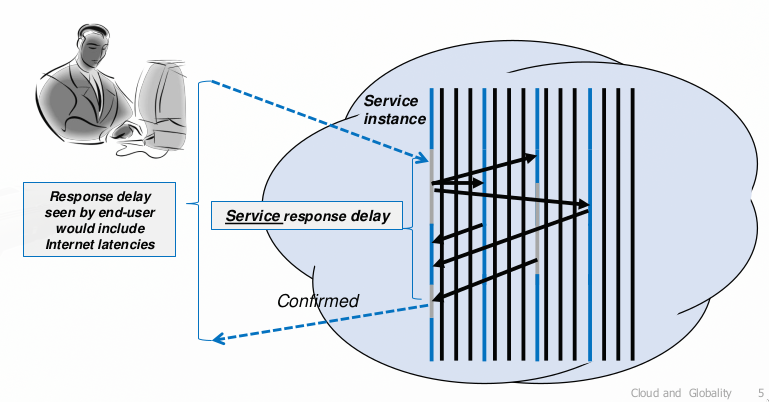 Service
instance
Response delay
seen by end-user
would include
Internet latencies
Service response delay
Confirmed
Cloud and Globality 5